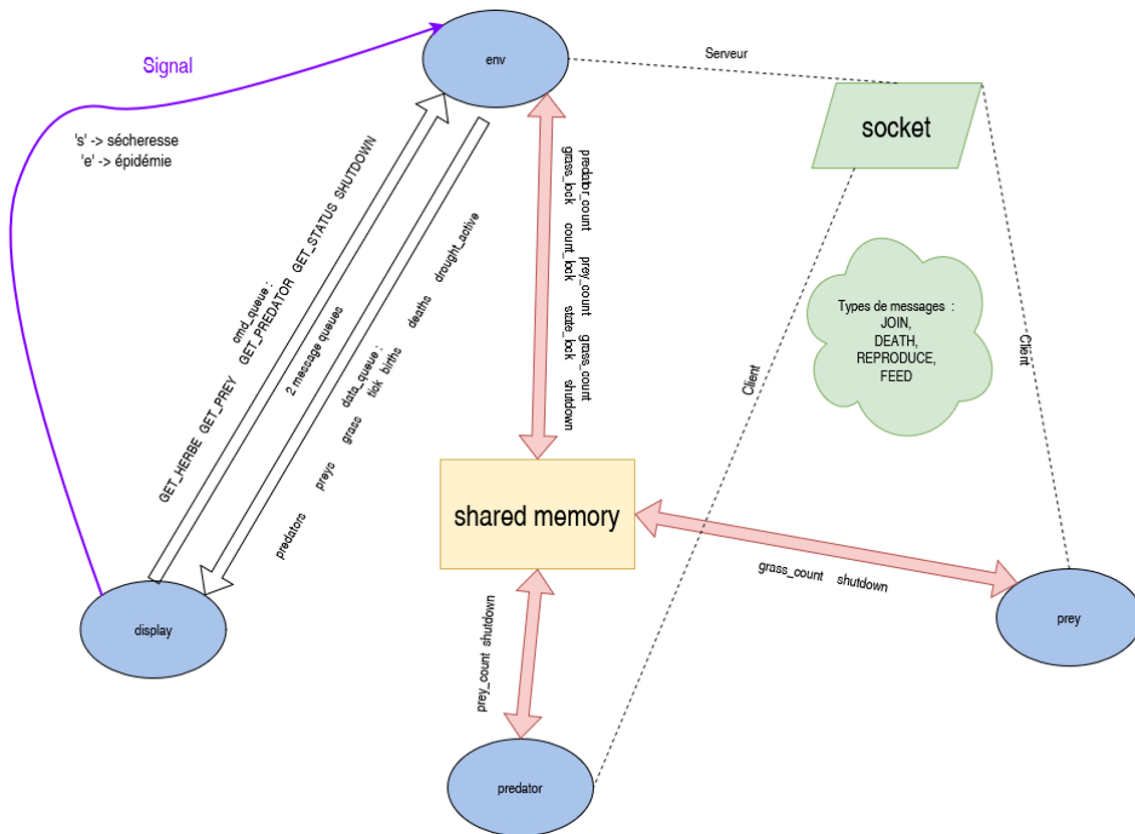 env
Signal
Serveur
socket
's' -> sécheresse
'e' -> épidémie
cmd_queue :
GET_HERBE GET_PREY GET_PREDATOR GET_STATUS SHUTDOWN
2 message queues
data_queue :
predators preys grass tick births deaths drought_active
predator_count prey_count grass_count
grass_lock count_lock state_lock shutdown
Types de messages :
JOIN,
DEATH,
REPRODUCE,
FEED
Client
Client
shared memory
grass_count shutdown
prey_count shutdown
display
prey
predator